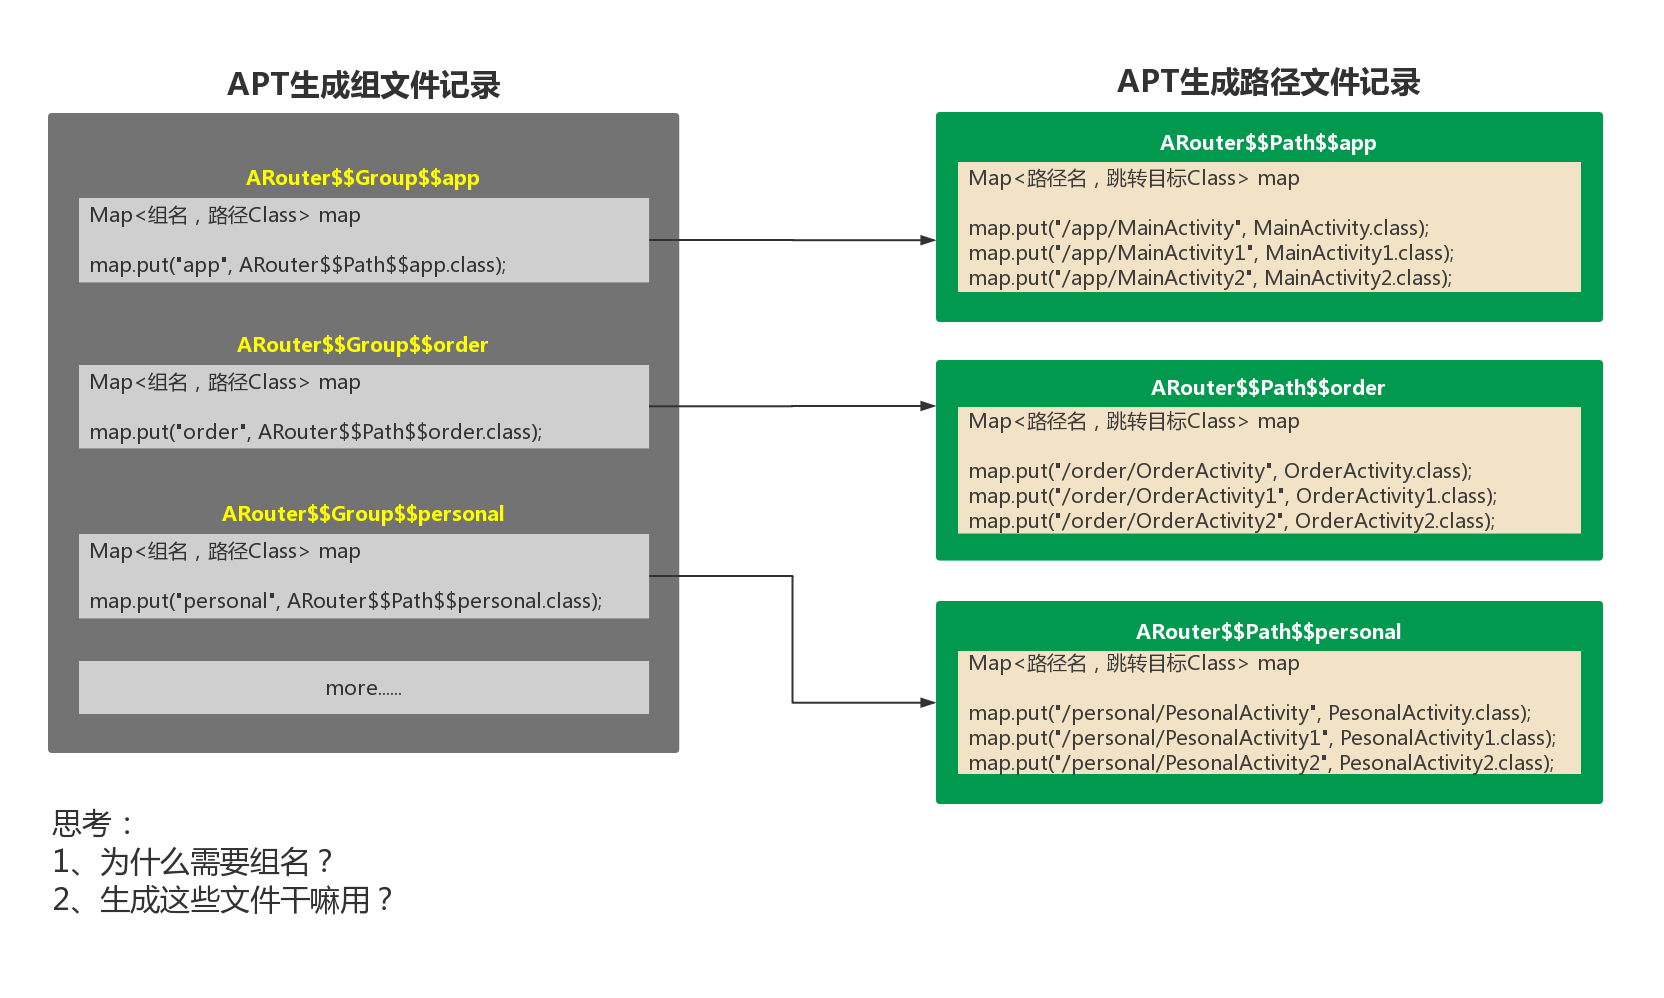 APT生成组文件记录
ARouter$$Group$$app
Map<组名，路径Class> map
map.put("app", ARouter$$Path$$app.class);
ARouter$$Group$$order
Map<组名，路径Class> map
map.put("order", ARouter$$Path$$order.class);
ARouter$$Group$$personal
Map<组名，路径Class> map
map.put("personal", ARouter$$Path$$personal.class);
more......
APT生成路径文件记录
ARouter$$Path$$app
Map<路径名，跳转目标Class> map
map.put("/app/MainActivity", MainActivity.class);
map.put("/app/MainActivity1", MainActivity1.class);
map.put("/app/MainActivity2", MainActivity2.class);
ARouter$$Path$$order
Map<路径名，跳转目标Class> map
map.put("/order/OrderActivity", OrderActivity.class);
map.put("/order/OrderActivity1", OrderActivity1.class);
map.put("/order/OrderActivity2", OrderActivity2.class);
ARouter$$Path$$personal
Map<路径名，跳转目标Class> map
map.put("/personal/PesonalActivity", PesonalActivity.class);
map.put("/personal/PesonalActivity1", PesonalActivity1.class);
map.put("/personal/PesonalActivity2", PesonalActivity2.class);
思考：
1、为什么需要组名？
2、生成这些文件干嘛用？